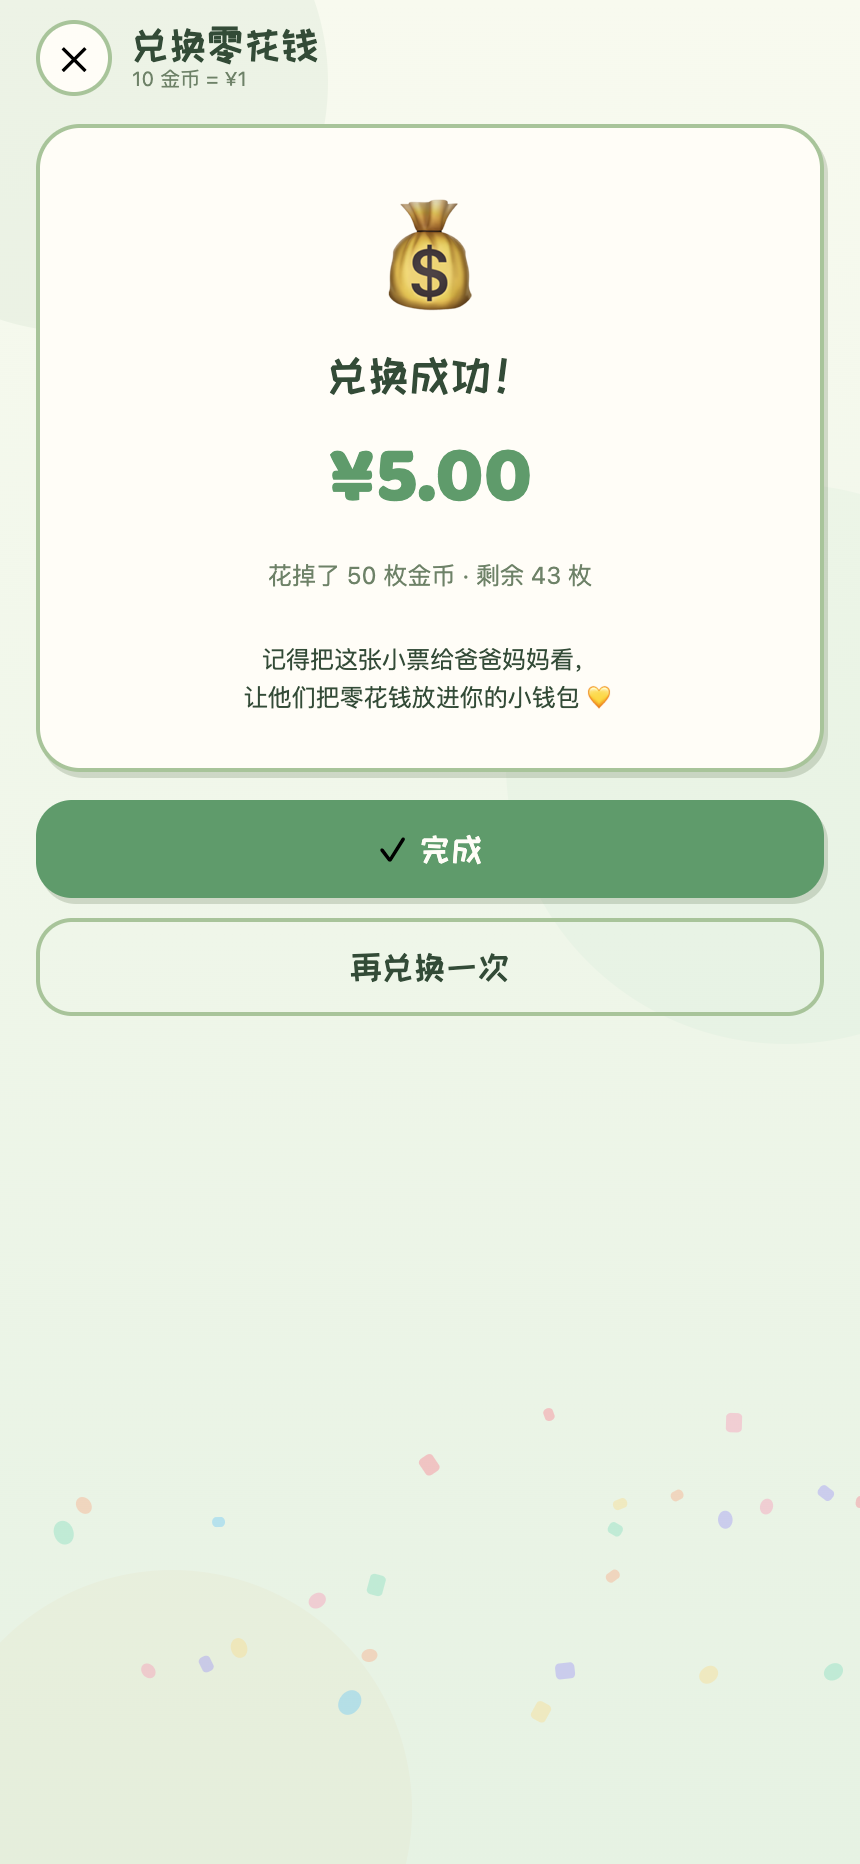 兑换零花钱
10 金币 = ¥1
$
兑换成功！
¥5.00
花掉了 50 枚金币 · 剩余 43 枚
记得把这张小票给爸爸妈妈看，
让他们把零花钱放进你的小钱包 💛
✓ 完成
再兑换一次